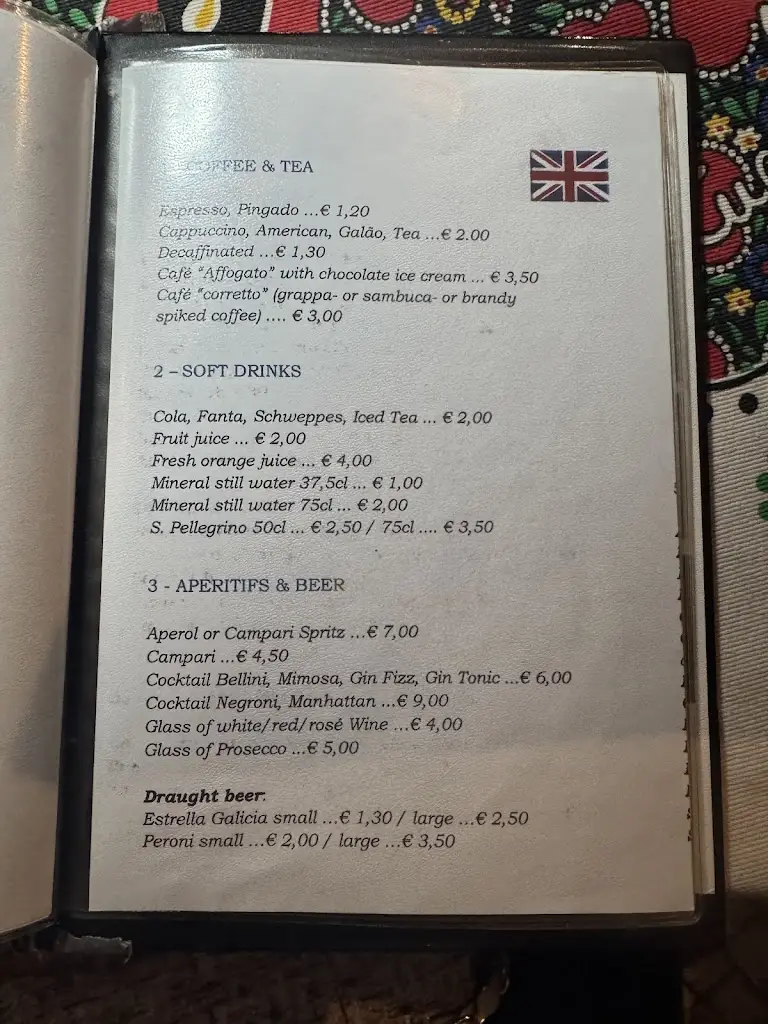 COFFEE & TEA
Espresso, Pingado ...€ 1,20
Cappuccino, American, Galão, Tea ...€ 2.00
Decaffinated ...€ 1,30
Café "Affogato" with chocolate ice cream ... € 3,50
Café "corretto" (grappa- or sambuca- or brandy
spiked coffee) .... € 3,00
2 – SOFT DRINKS
Cola, Fanta, Schweppes, Iced Tea ... € 2,00
Fruit juice ... € 2,00
Fresh orange juice ... € 4,00
Mineral still water 37,5cl ... € 1,00
Mineral still water 75cl ... € 2,00
S. Pellegrino 50cl ... € 2,50 / 75cl .... € 3,50
3 - APERITIFS & BEER
Aperol or Campari Spritz ...€ 7,00
Campari ...€ 4,50
Cocktail Bellini, Mimosa, Gin Fizz, Gin Tonic ...€ 6,00
Cocktail Negroni, Manhattan ...€ 9,00
Glass of white/red/rosé Wine ...€ 4,00
Glass of Prosecco ...€ 5,00
Draught beer:
Estrella Galicia small ...€ 1,30 / large ...€ 2,50
Peroni small ...€ 2,00 / large ...€ 3,50